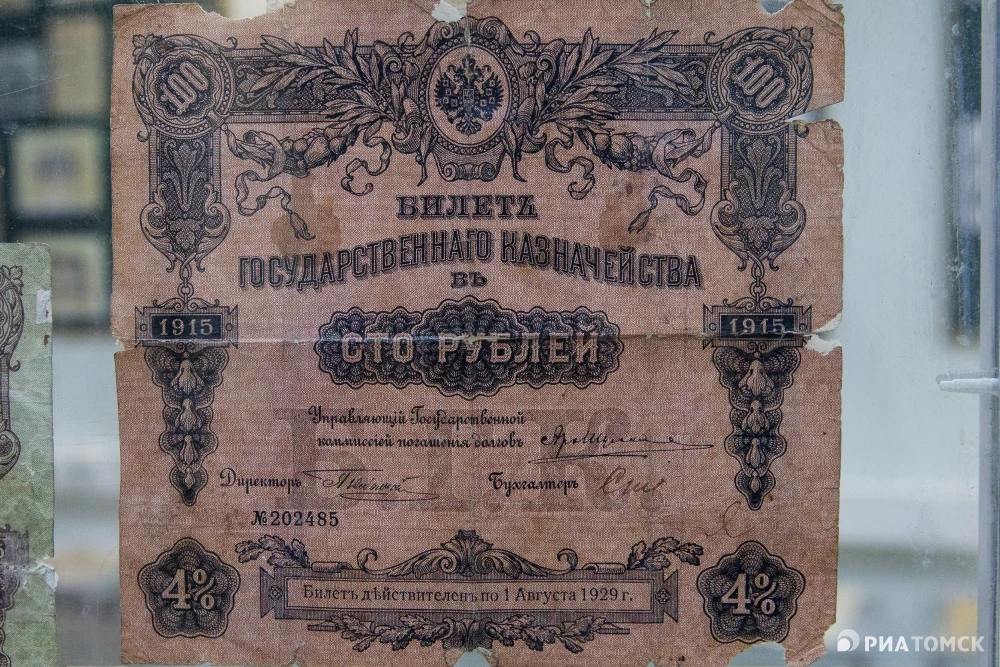 100 100
БИЛЕТЪ
ГОСУДАРСТВЕННАГО КАЗНАЧЕЙСТВА
ВЪ
1915 1915
СТО РУБЛЕЙ
Управляющій Государственной
коммиссіей погашенія долговъ
Директоръ Бухгалтеръ
№202485
4% 4%
Билетъ дѣйствителенъ по 1 Августа 1929 г.
РИАТОМСК